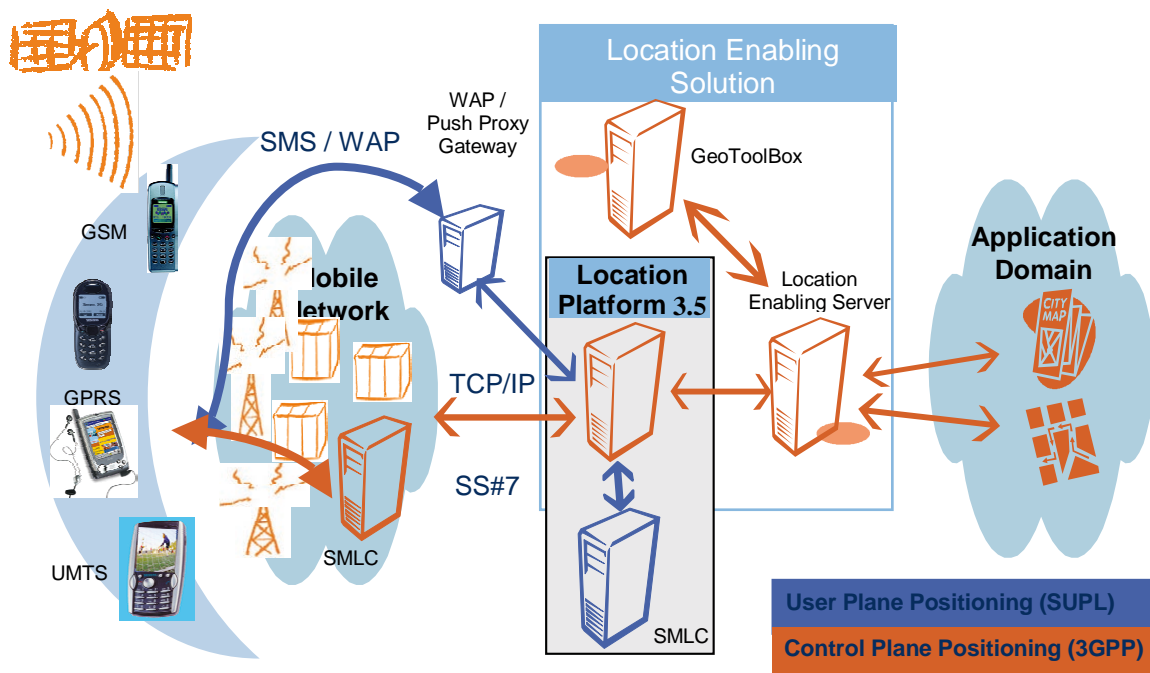 Location Enabling
Solution
WAP /
Push Proxy
Gateway
SMS / WAP
GeoToolBox
GSM
Application
Domain
Mobile
Network
Location
Platform 3.5
Location
Enabling Server
CITY
MAP
TCP/IP
GPRS
SS#7
SMLC
UMTS
SMLC
User Plane Positioning (SUPL)
Control Plane Positioning (3GPP)